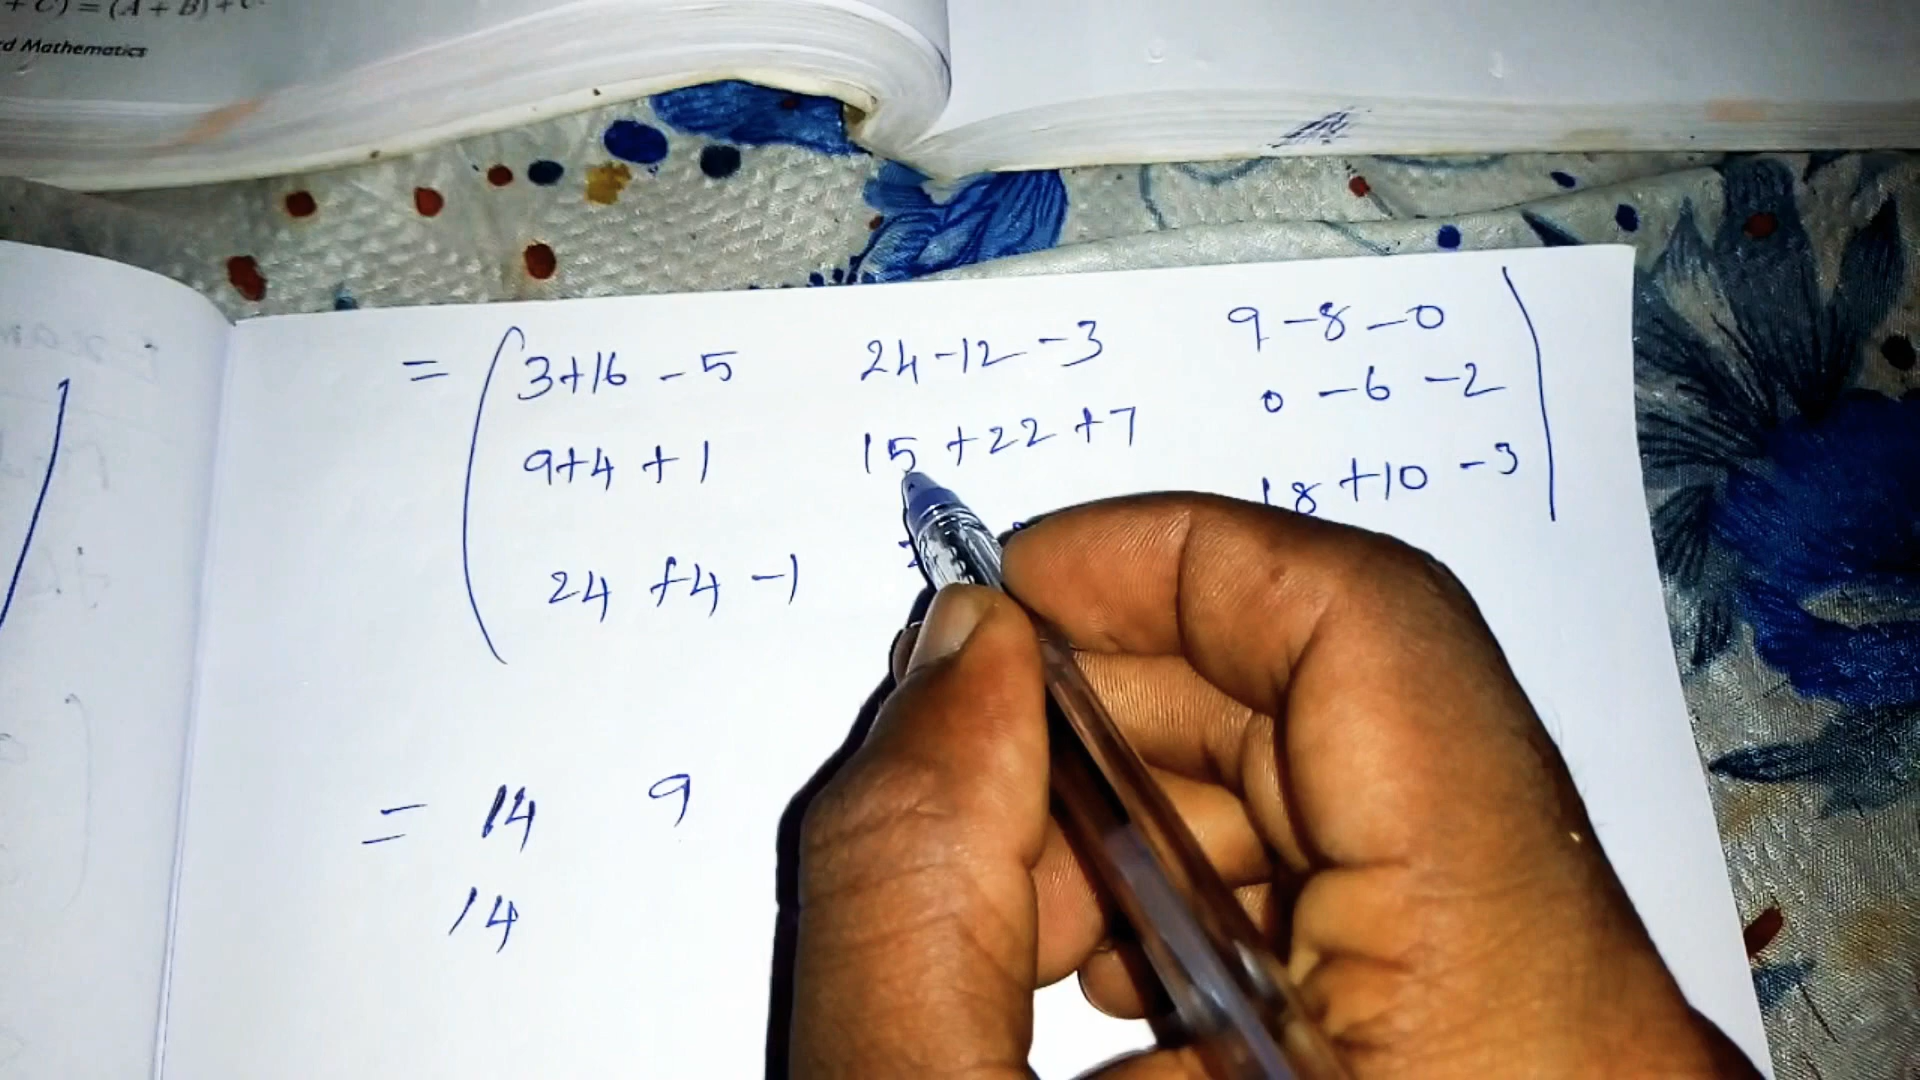 + C) = (A + B) + C.
rd Mathematics
= 3+16 - 5 24-12-3 9-8-0
9+4 +1 15+22+7 0-6-2
24 +4-1 18+10-3
= 14 9
14